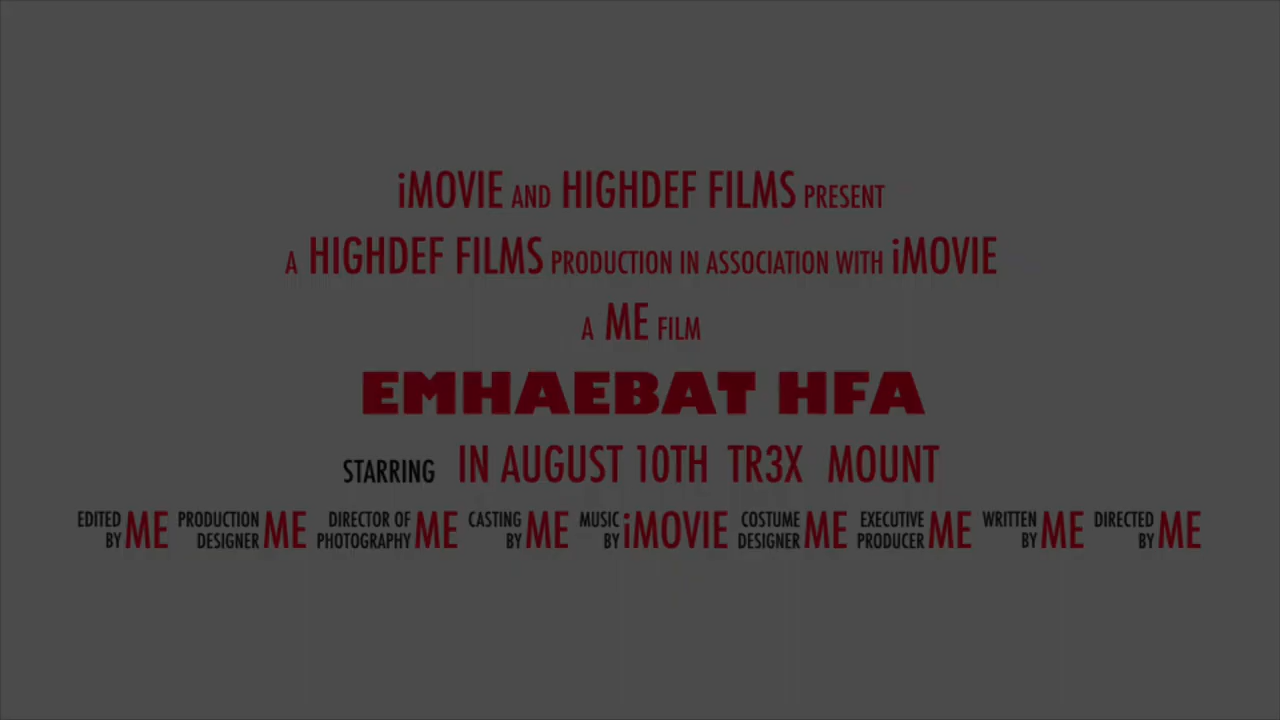 iMOVIE AND HIGHDEF FILMS PRESENT
A HIGHDEF FILMS PRODUCTION IN ASSOCIATION WITH iMOVIE
A ME FILM
EMHAEBAT HFA
STARRING IN AUGUST 10TH TR3X MOUNT
EDITED BY ME PRODUCTION DESIGNER ME DIRECTOR OF PHOTOGRAPHY ME CASTING BY ME MUSIC BY iMOVIE COSTUME DESIGNER ME EXECUTIVE PRODUCER ME WRITTEN BY ME DIRECTED BY ME